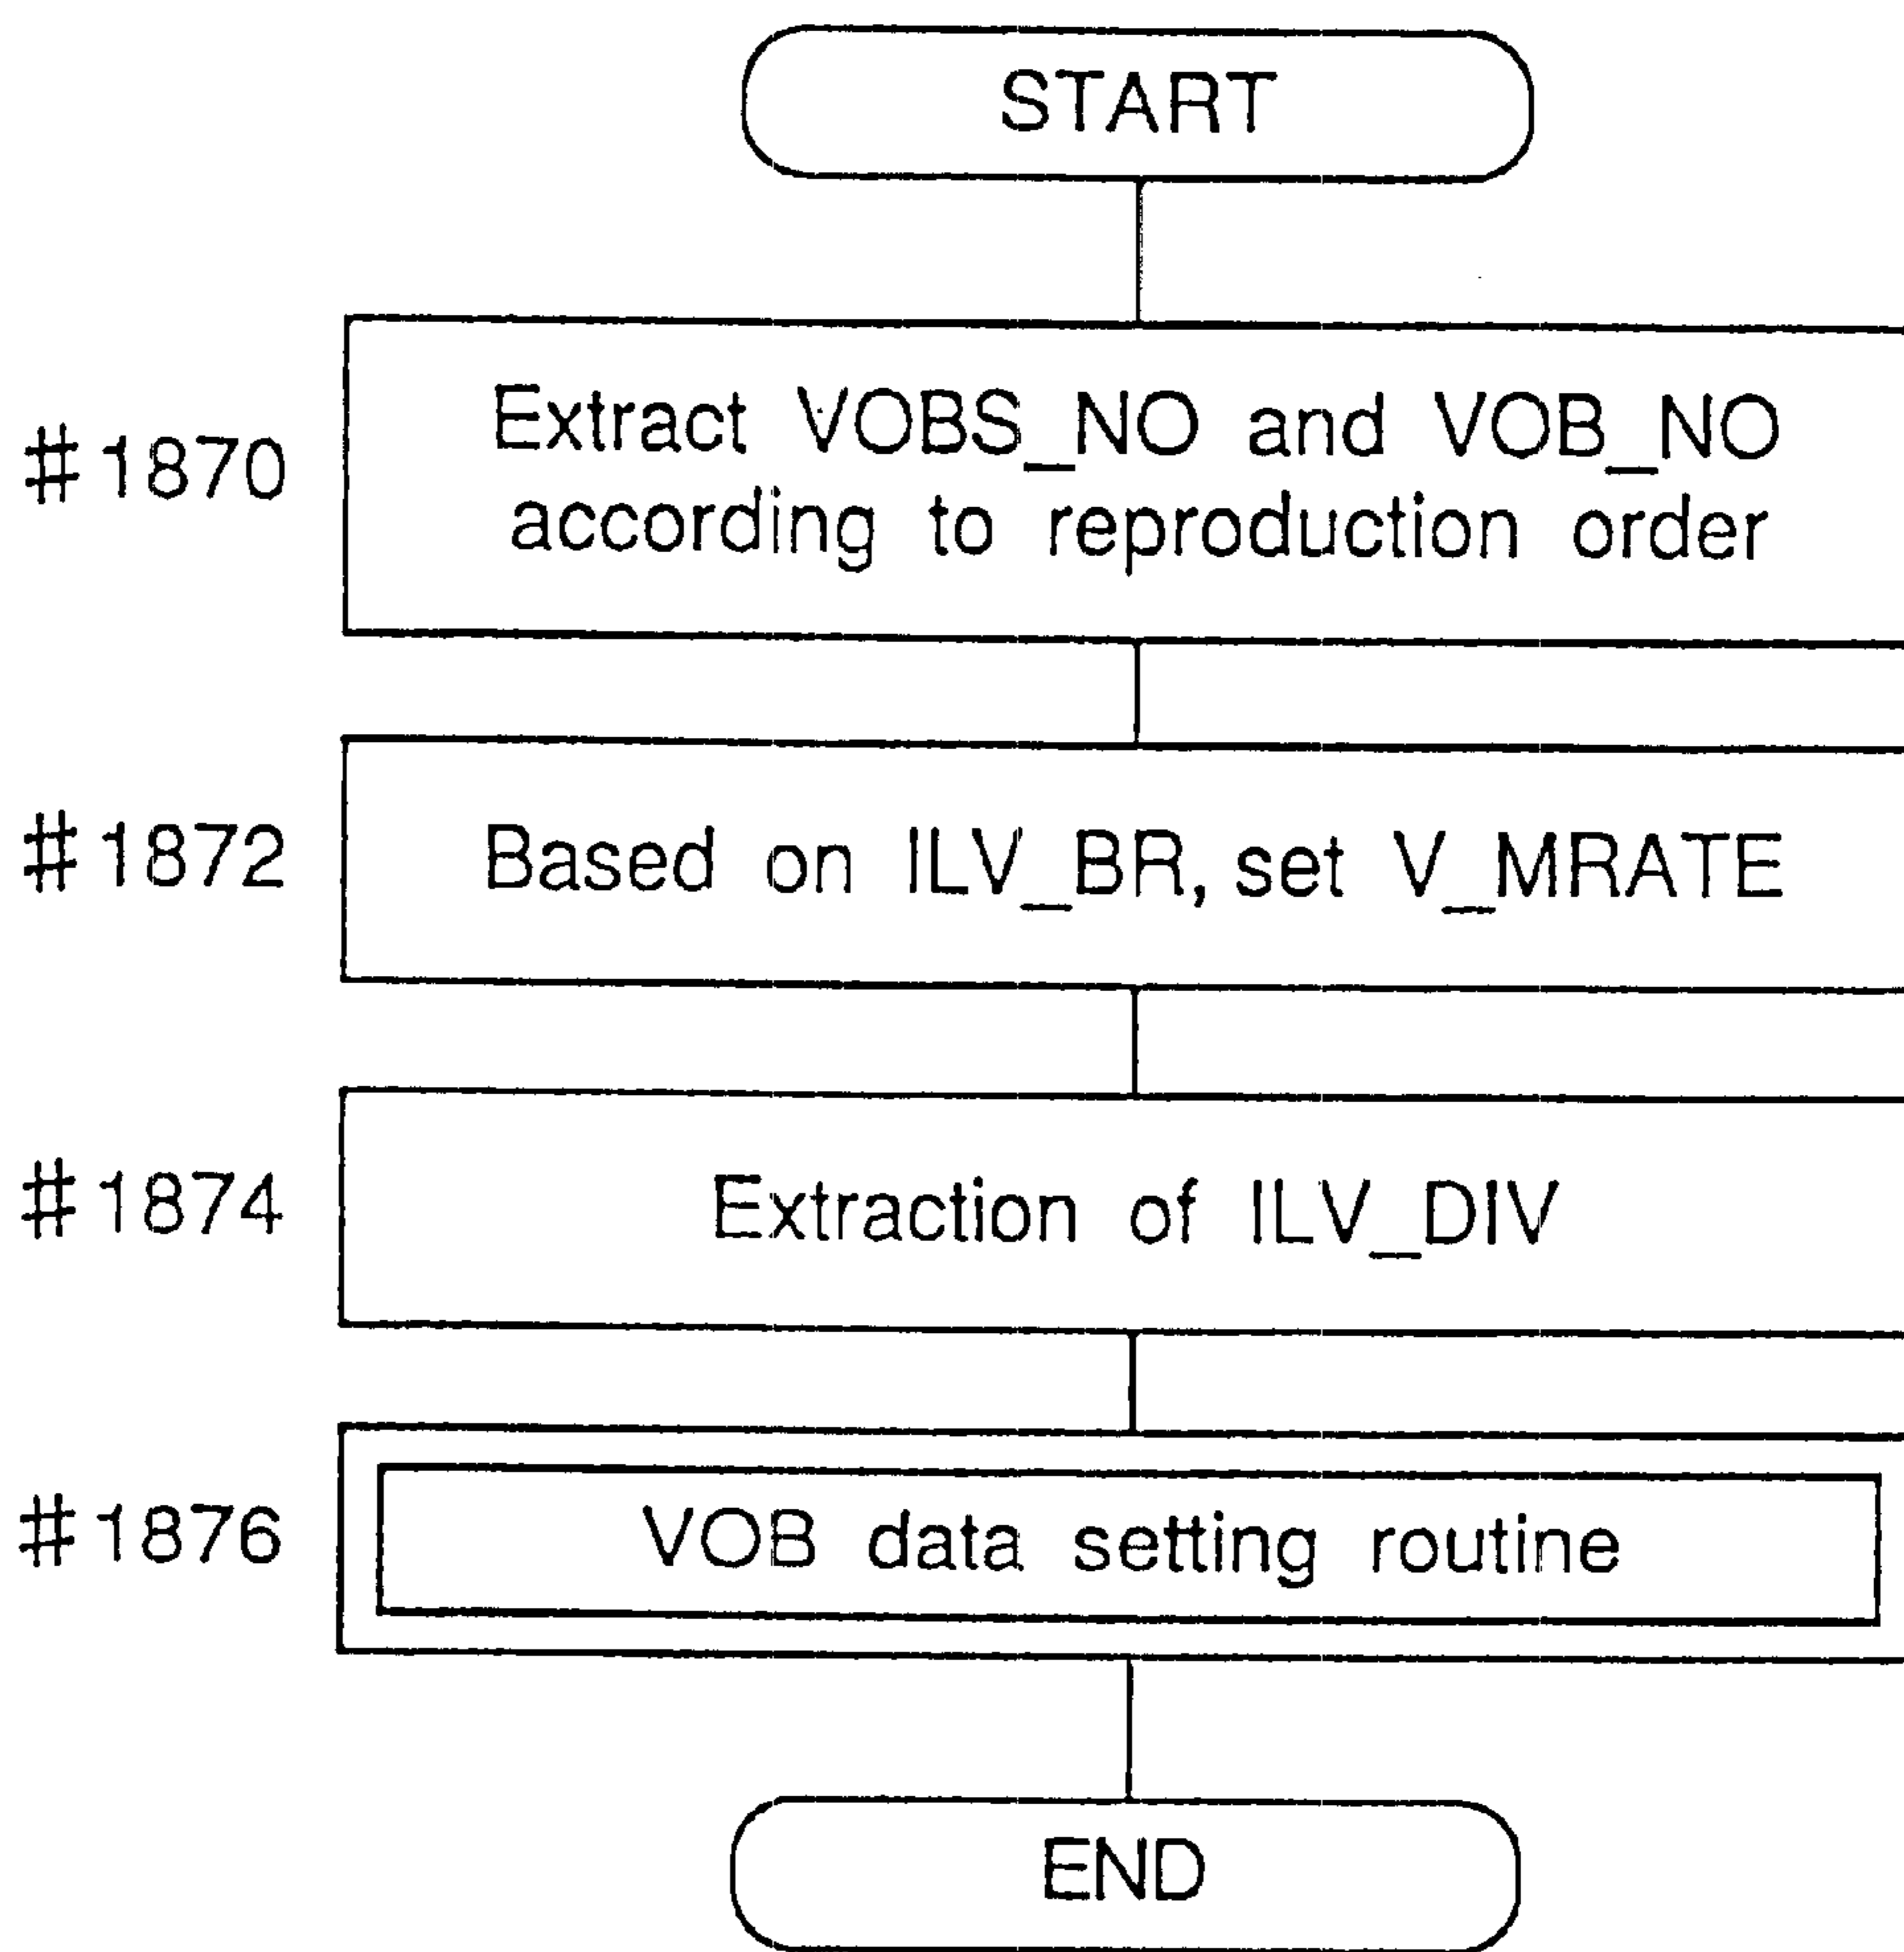 START
#1870
Extract VOBS_NO and VOB_NO
according to reproduction order
#1872
Based on ILV_BR, set V_MRATE
#1874
Extraction of ILV_DIV
#1876
VOB data setting routine
END